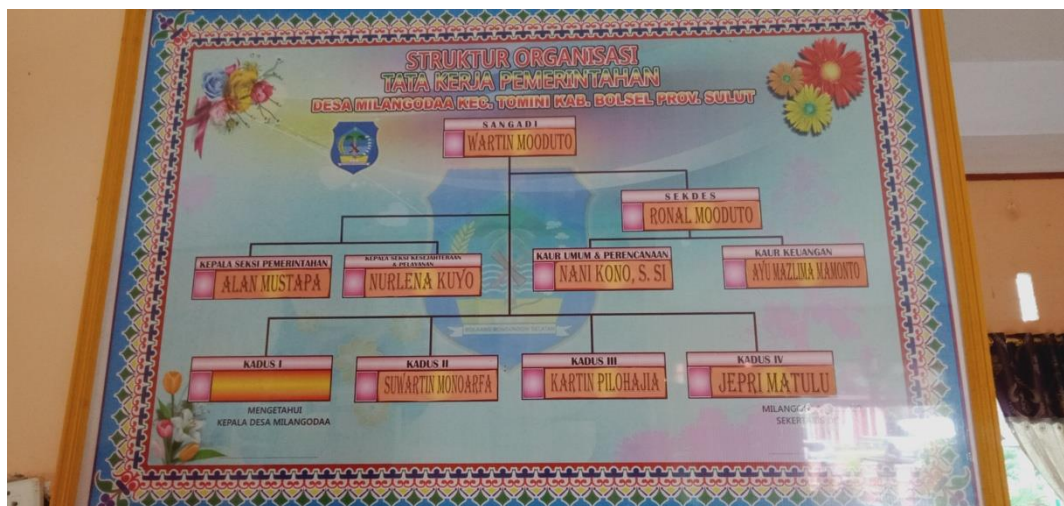 STRUKTUR ORGANISASI
TATA KERJA PEMERINTAHAN
DESA MILANGODAA KEC. TOMINI KAB. BOLSEL PROV. SULUT
SANGADI
WARTIN MOODUTO
SEKDES
RONAL MOODUTO
KEPALA SEKSI PEMERINTAHAN
ALAN MUSTAPA
KEPALA SEKSI KESEJAHTERAAN
& PELAYANAN
NURLENA KUYO
KAUR UMUM & PERENCANAAN
NANI KONO, S. SI
KAUR KEUANGAN
AYU MAZLIMA MAMONTO
KADUS I
KADUS II
SUWARTIN MONOARFA
KADUS III
KARTIN PILOHAJIA
KADUS IV
JEPRI MATULU
MENGETAHUI
KEPALA DESA MILANGODAA